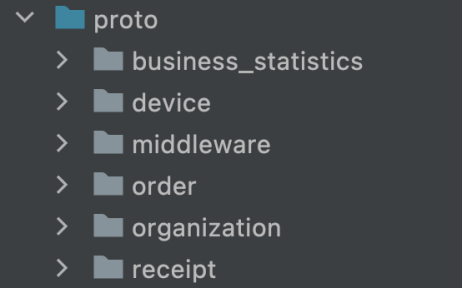 proto
business_statistics
device
middleware
order
organization
receipt